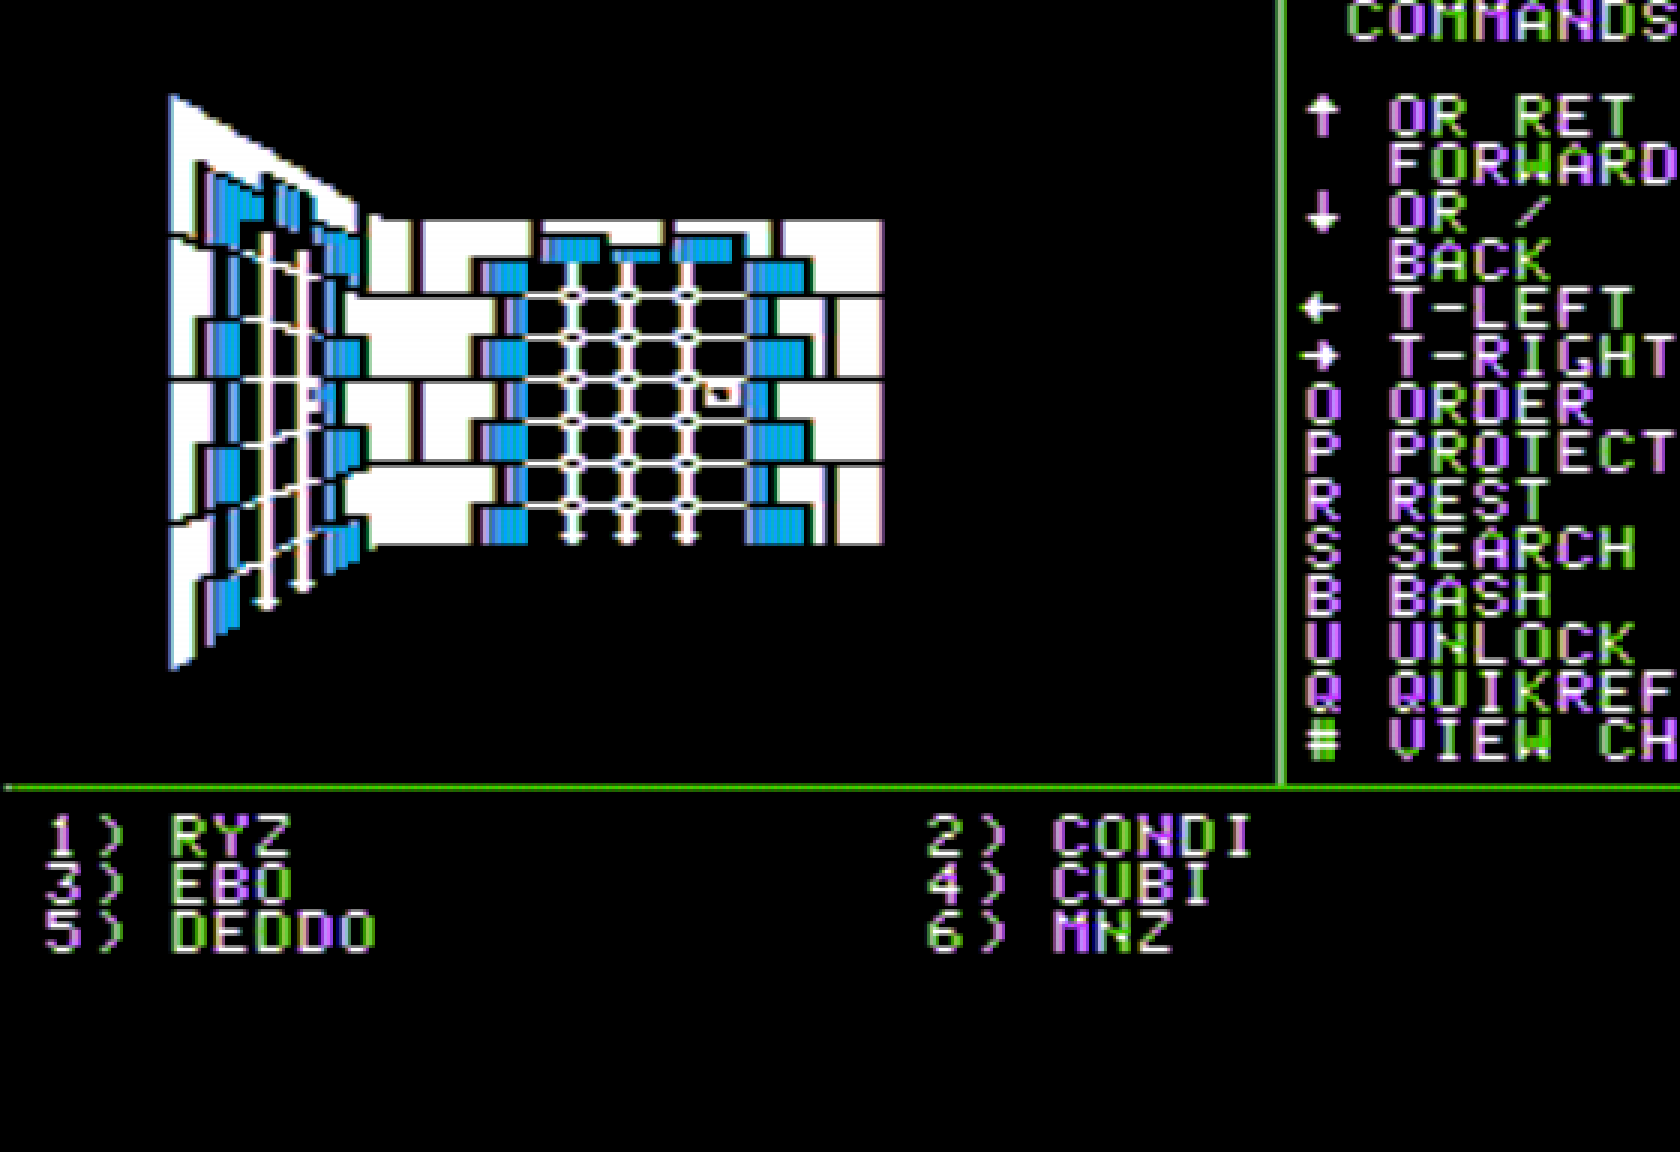 COMMANDS
↑ OR RET
FORWARD
↓ OR /
BACK
← T-LEFT
→ T-RIGHT
O ORDER
P PROTECT
R REST
S SEARCH
B BASH
U UNLOCK
Q QUIKREF
# VIEW CH
1) RYZ 2) CONDI
3) EBO 4) CUBI
5) DEDDO 6) MNZ